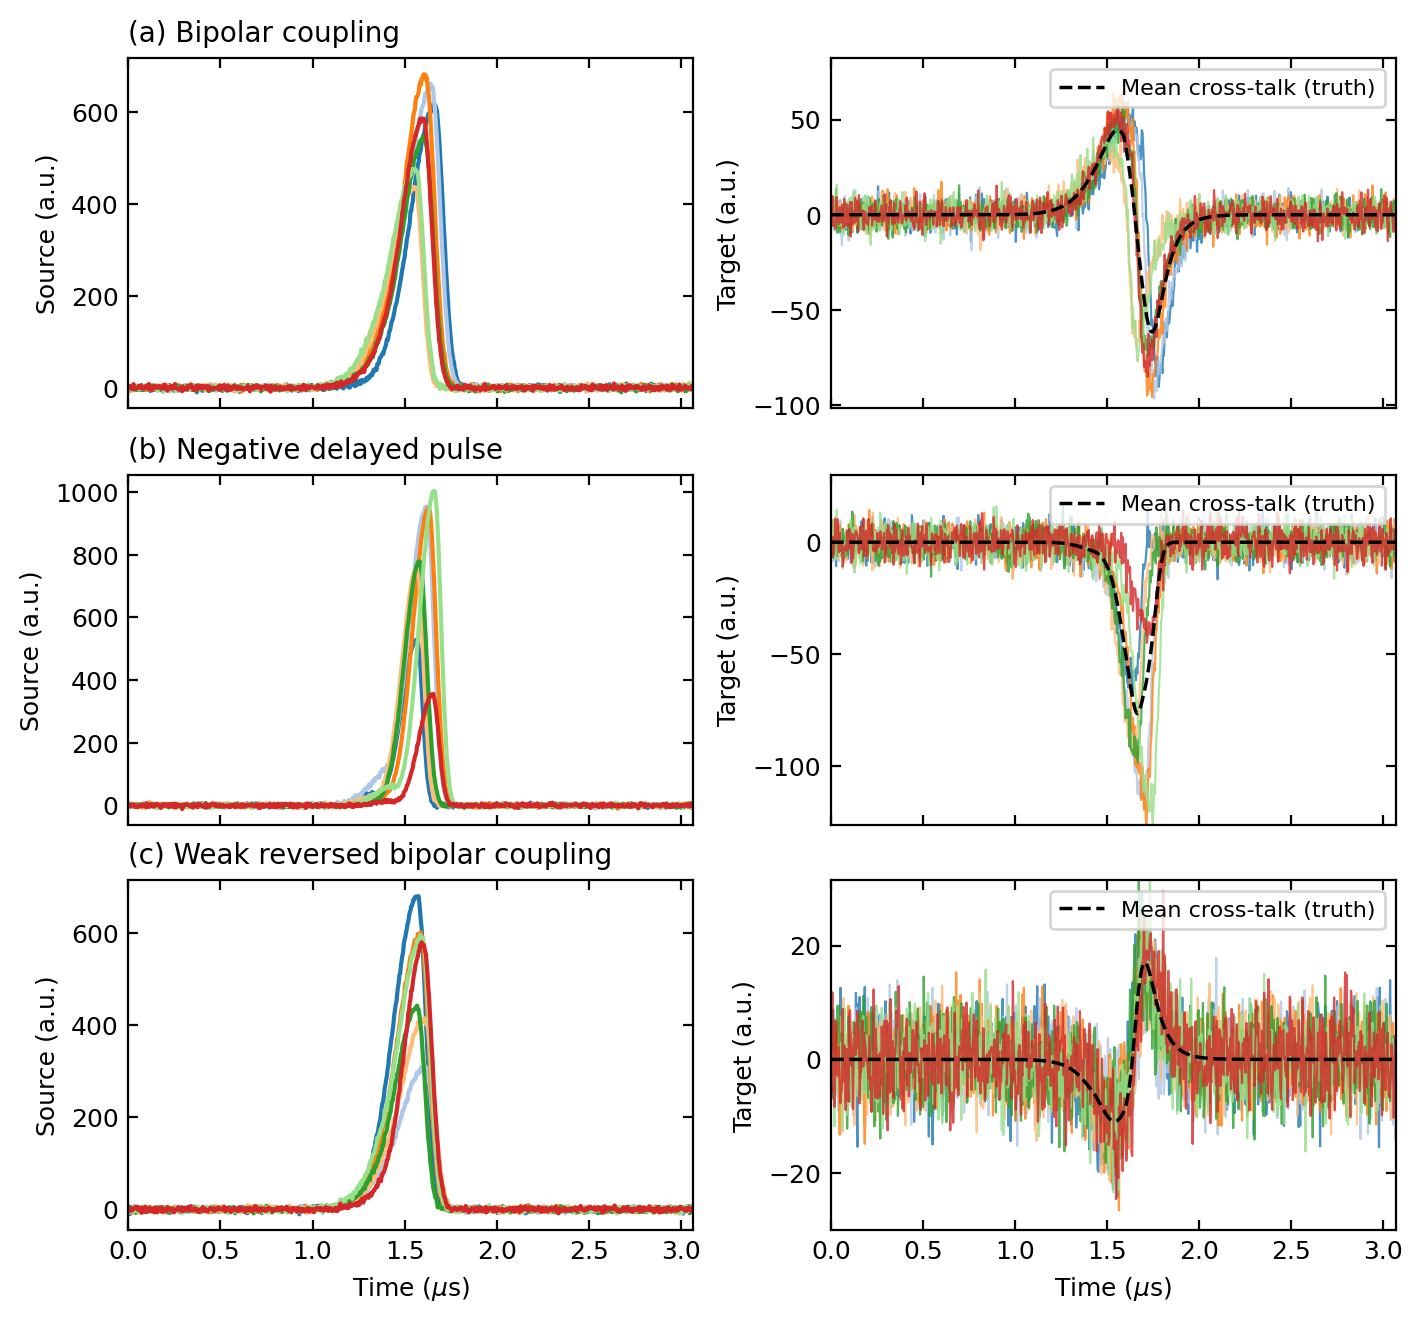 (a) Bipolar coupling
Source (a.u.)
600
400
200
0
Target (a.u.)
50
0
−50
−100
Mean cross-talk (truth)
(b) Negative delayed pulse
Source (a.u.)
1000
800
600
400
200
0
Target (a.u.)
0
−50
−100
Mean cross-talk (truth)
(c) Weak reversed bipolar coupling
Source (a.u.)
600
400
200
0
0.0 0.5 1.0 1.5 2.0 2.5 3.0
Time (μs)
Target (a.u.)
20
0
−20
Mean cross-talk (truth)
0.0 0.5 1.0 1.5 2.0 2.5 3.0
Time (μs)